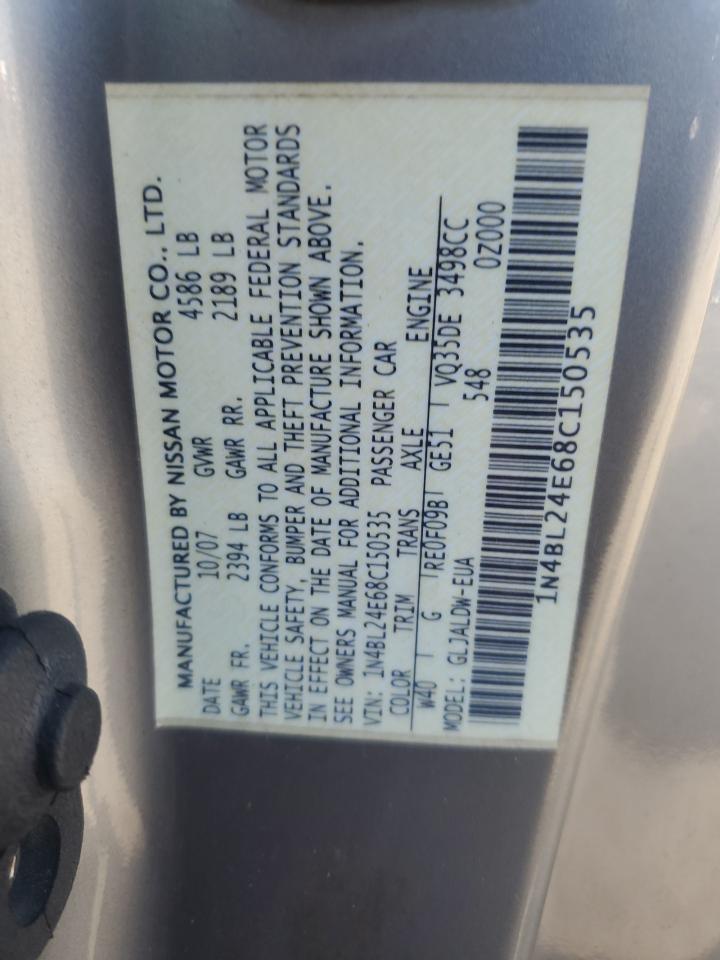 MANUFACTURED BY NISSAN MOTOR CO., LTD.
DATE 10/07 GVWR 4586 LB
GAWR FR. 2394 LB GAWR RR. 2189 LB
THIS VEHICLE CONFORMS TO ALL APPLICABLE FEDERAL MOTOR
VEHICLE SAFETY, BUMPER AND THEFT PREVENTION STANDARDS
IN EFFECT ON THE DATE OF MANUFACTURE SHOWN ABOVE.
SEE OWNERS MANUAL FOR ADDITIONAL INFORMATION.
VIN: 1N4BL24E68C150535 PASSENGER CAR
COLOR TRIM TRANS AXLE ENGINE
W40 G RE0F09B GE51 VQ35DE 3498CC
MODEL: GLJALDW-EUA 548 0Z000
1N4BL24E68C150535